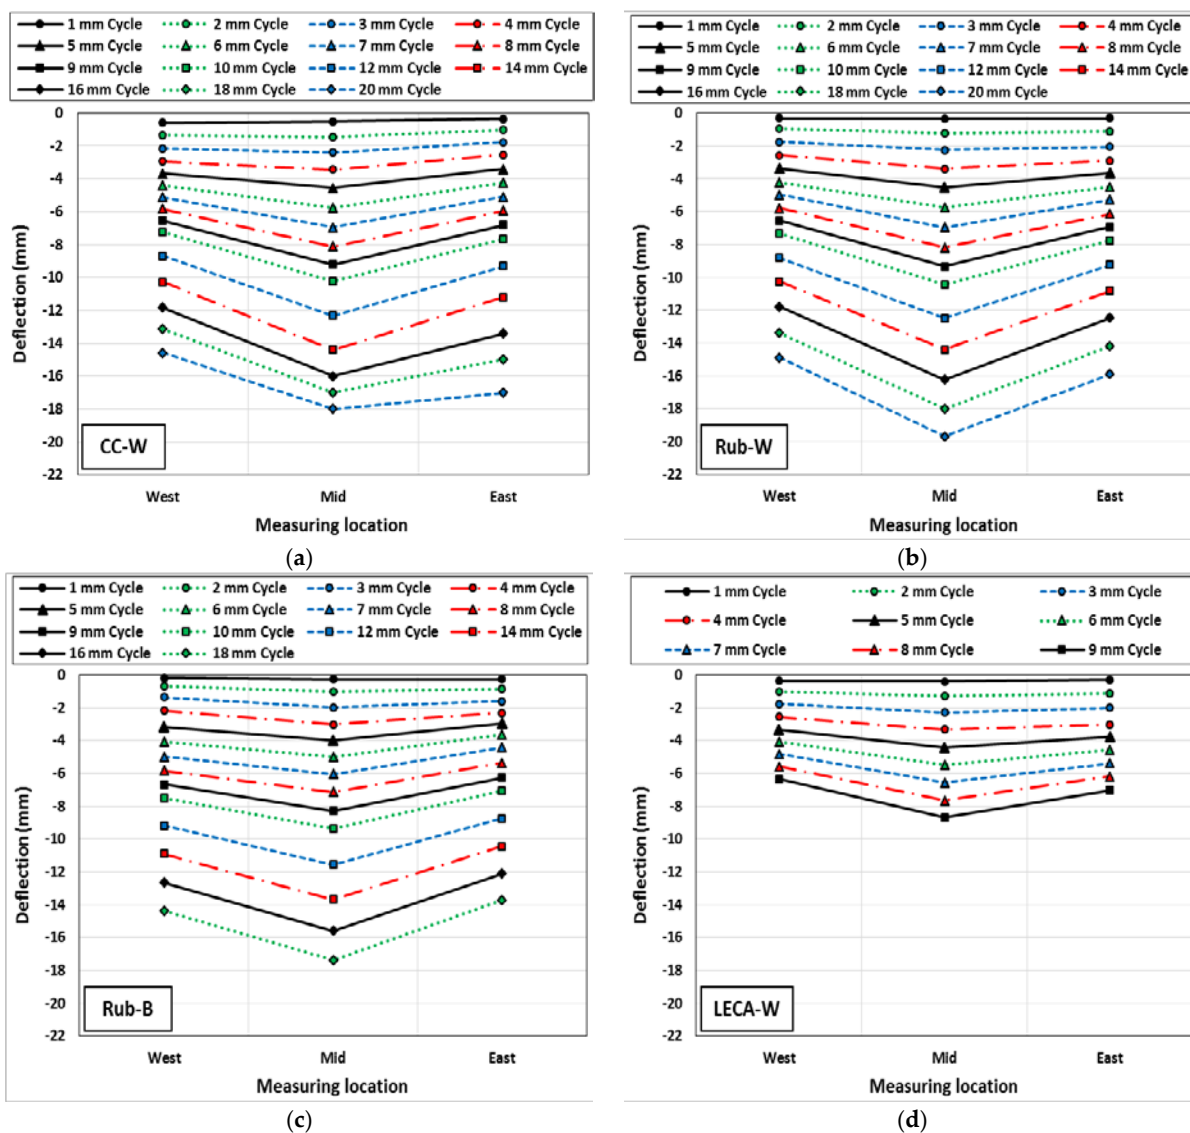 1 mm Cycle 2 mm Cycle 3 mm Cycle 4 mm Cycle
5 mm Cycle 6 mm Cycle 7 mm Cycle 8 mm Cycle
9 mm Cycle 10 mm Cycle 12 mm Cycle 14 mm Cycle
16 mm Cycle 18 mm Cycle 20 mm Cycle
0
-2
-4
-6
-8
-10
-12
-14
-16
-18
-20
-22
Deflection (mm)
CC-W
West Mid East
Measuring location
(a)
1 mm Cycle 2 mm Cycle 3 mm Cycle 4 mm Cycle
5 mm Cycle 6 mm Cycle 7 mm Cycle 8 mm Cycle
9 mm Cycle 10 mm Cycle 12 mm Cycle 14 mm Cycle
16 mm Cycle 18 mm Cycle 20 mm Cycle
0
-2
-4
-6
-8
-10
-12
-14
-16
-18
-20
-22
Deflection (mm)
Rub-W
West Mid East
Measuring location
(b)
1 mm Cycle 2 mm Cycle 3 mm Cycle 4 mm Cycle
5 mm Cycle 6 mm Cycle 7 mm Cycle 8 mm Cycle
9 mm Cycle 10 mm Cycle 12 mm Cycle 14 mm Cycle
16 mm Cycle 18 mm Cycle
0
-2
-4
-6
-8
-10
-12
-14
-16
-18
-20
-22
Deflection (mm)
Rub-B
West Mid East
Measuring location
(c)
1 mm Cycle 2 mm Cycle 3 mm Cycle
4 mm Cycle 5 mm Cycle 6 mm Cycle
7 mm Cycle 8 mm Cycle 9 mm Cycle
0
-2
-4
-6
-8
-10
-12
-14
-16
-18
-20
-22
Deflection (mm)
LECA-W
West Mid East
Measuring location
(d)